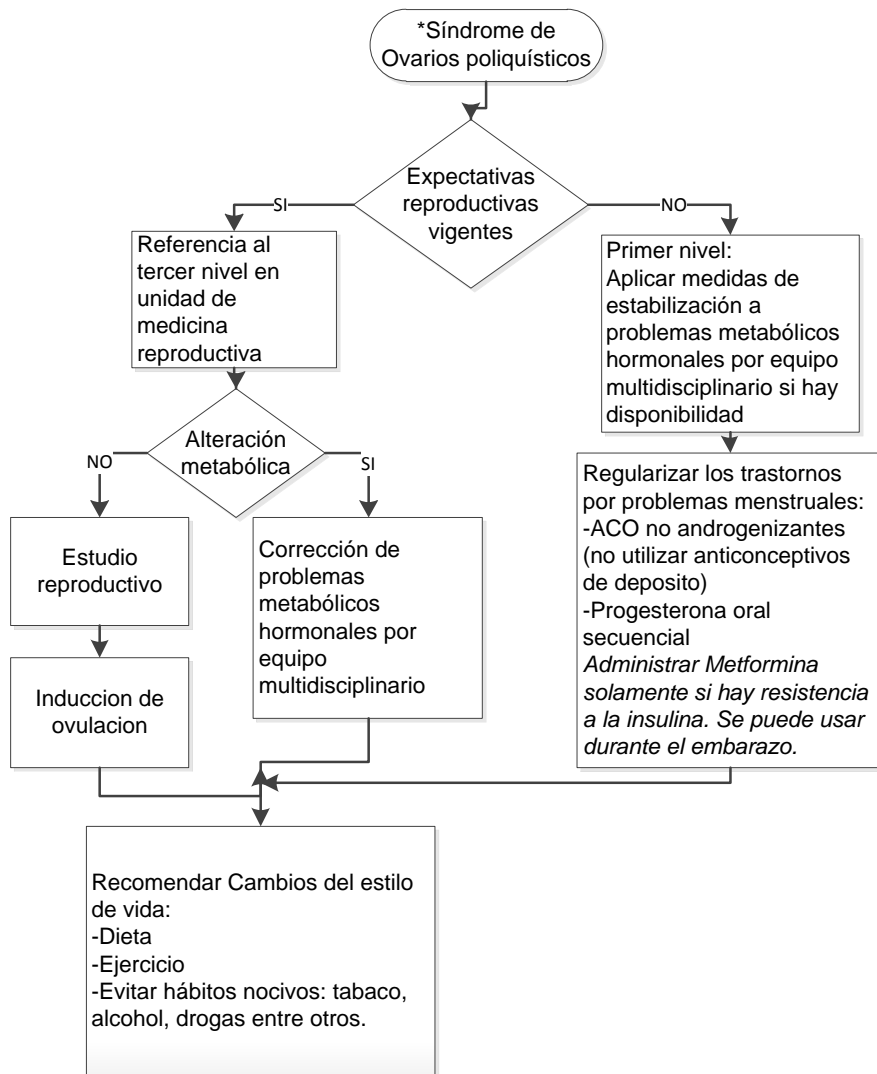 *Síndrome de
Ovarios poliquísticos
Expectativas
reproductivas
vigentes
SI
NO
Referencia al
tercer nivel en
unidad de
medicina
reproductiva
Primer nivel:
Aplicar medidas de
estabilización a
problemas metabólicos
hormonales por equipo
multidisciplinario si hay
disponibilidad
Alteración
metabólica
NO
SI
Estudio
reproductivo
Induccion de
ovulacion
Corrección de
problemas
metabólicos
hormonales por
equipo
multidisciplinario
Regularizar los trastornos
por problemas menstruales:
-ACO no androgenizantes
(no utilizar anticonceptivos
de deposito)
-Progesterona oral
secuencial
Administrar Metformina
solamente si hay resistencia
a la insulina. Se puede usar
durante el embarazo.
Recomendar Cambios del estilo
de vida:
-Dieta
-Ejercicio
-Evitar hábitos nocivos: tabaco,
alcohol, drogas entre otros.